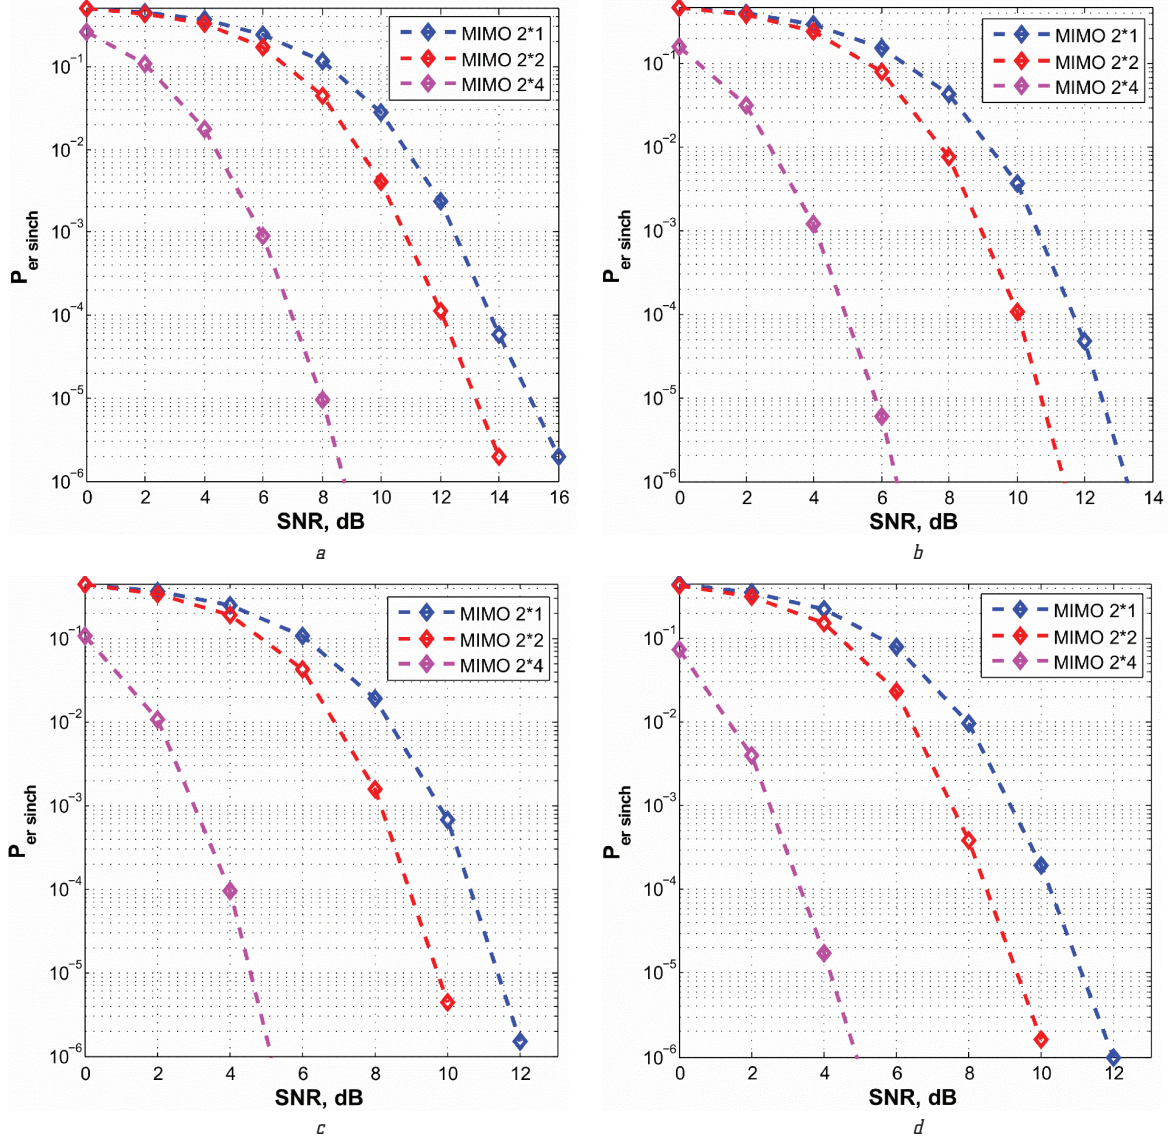 MIMO 2*1
MIMO 2*2
MIMO 2*4
10⁻¹
10⁻²
10⁻³
10⁻⁴
10⁻⁵
10⁻⁶
P er sinch
0 2 4 6 8 10 12 14 16
SNR, dB
a
MIMO 2*1
MIMO 2*2
MIMO 2*4
10⁻¹
10⁻²
10⁻³
10⁻⁴
10⁻⁵
10⁻⁶
P er sinch
0 2 4 6 8 10 12 14
SNR, dB
b
MIMO 2*1
MIMO 2*2
MIMO 2*4
10⁻¹
10⁻²
10⁻³
10⁻⁴
10⁻⁵
10⁻⁶
P er sinch
0 2 4 6 8 10 12
SNR, dB
c
MIMO 2*1
MIMO 2*2
MIMO 2*4
10⁻¹
10⁻²
10⁻³
10⁻⁴
10⁻⁵
10⁻⁶
P er sinch
0 2 4 6 8 10 12
SNR, dB
d